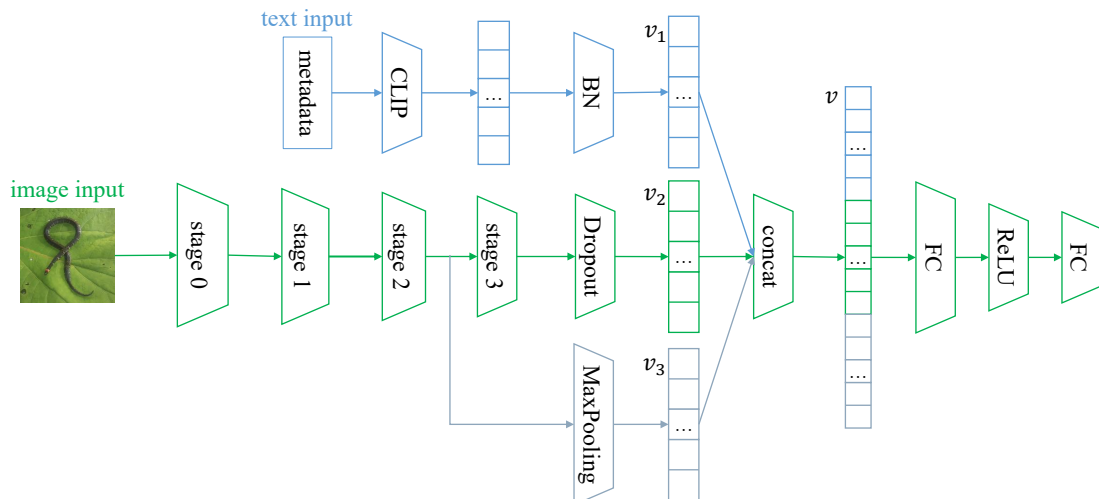 text input
metadata
CLIP
...
BN
v₁
...
v
...
...
...
image input
stage 0
stage 1
stage 2
stage 3
Dropout
v₂
...
concat
FC
ReLU
FC
MaxPooling
v₃
...